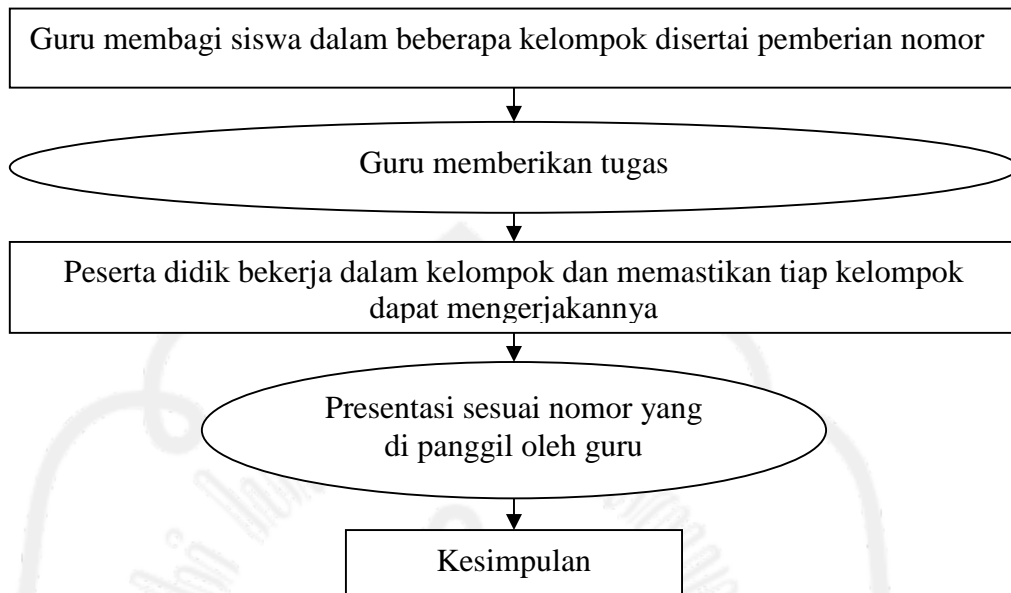 Guru membagi siswa dalam beberapa kelompok disertai pemberian nomor
Guru memberikan tugas
Peserta didik bekerja dalam kelompok dan memastikan tiap kelompok
dapat mengerjakannya
Presentasi sesuai nomor yang
di panggil oleh guru
Kesimpulan